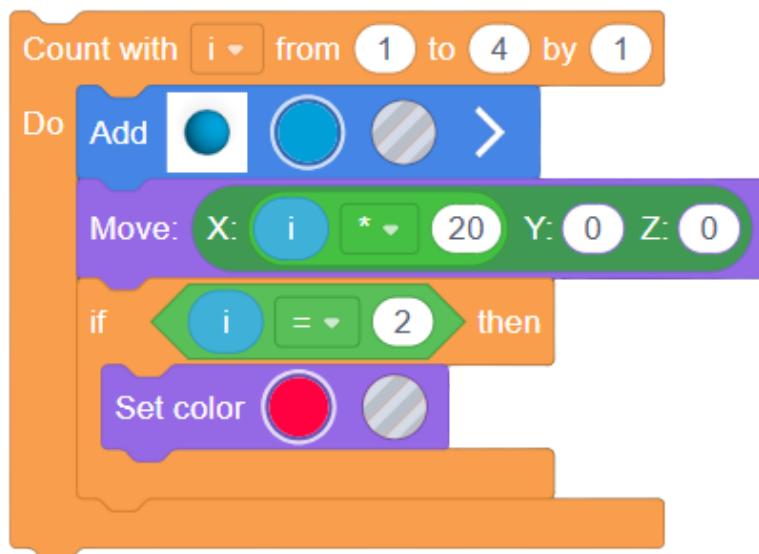 Count with i from 1 to 4 by 1
Do Add
Move: X: i * 20 Y: 0 Z: 0
if i = 2 then
Set color